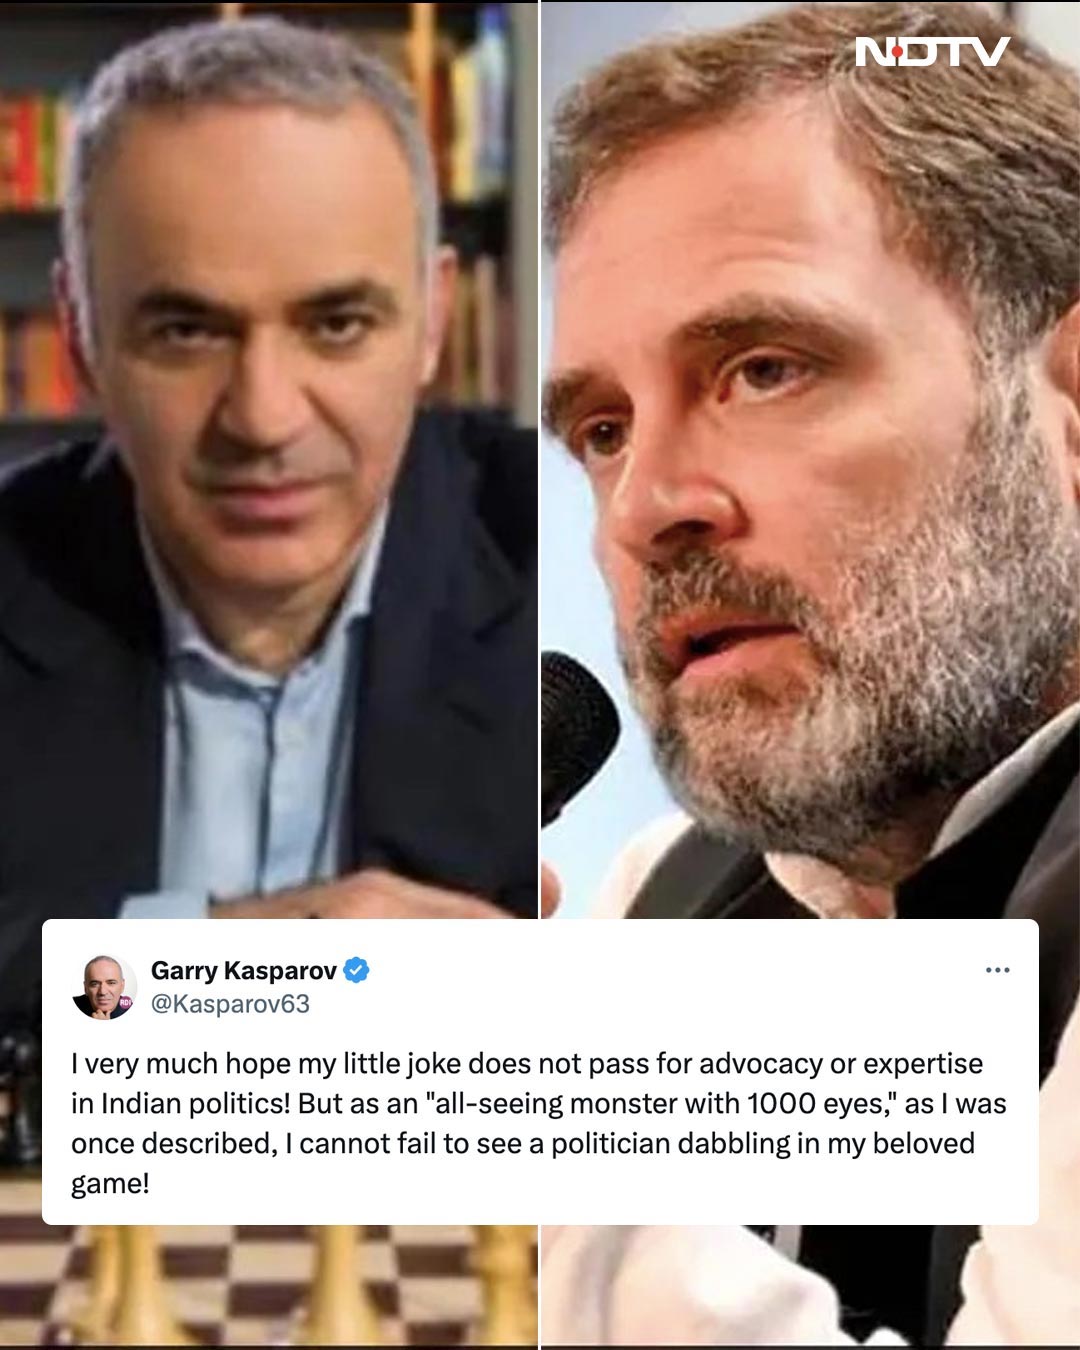 NDTV
Garry Kasparov
@Kasparov63
I very much hope my little joke does not pass for advocacy or expertise
in Indian politics! But as an "all-seeing monster with 1000 eyes," as I was
once described, I cannot fail to see a politician dabbling in my beloved
game!